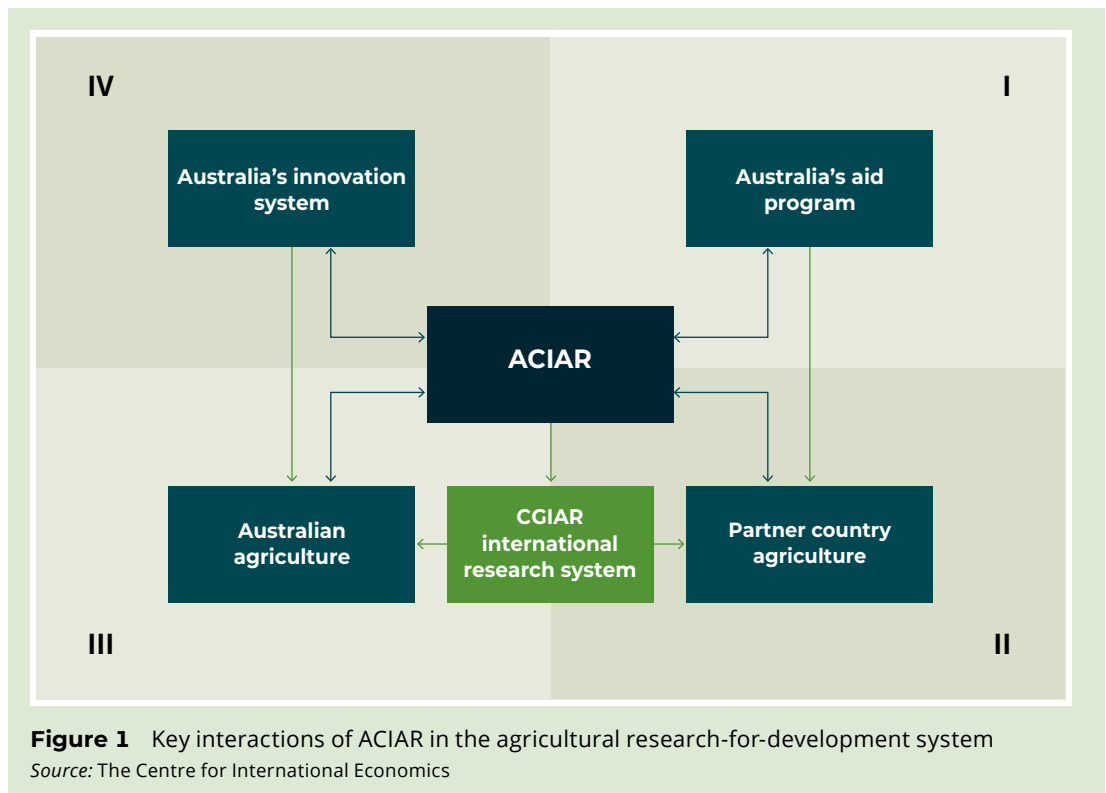 IV
I
Australia's innovation
system
Australia's aid
program
ACIAR
Australian
agriculture
CGIAR
international
research system
Partner country
agriculture
III
II
Figure 1 Key interactions of ACIAR in the agricultural research-for-development system
Source: The Centre for International Economics